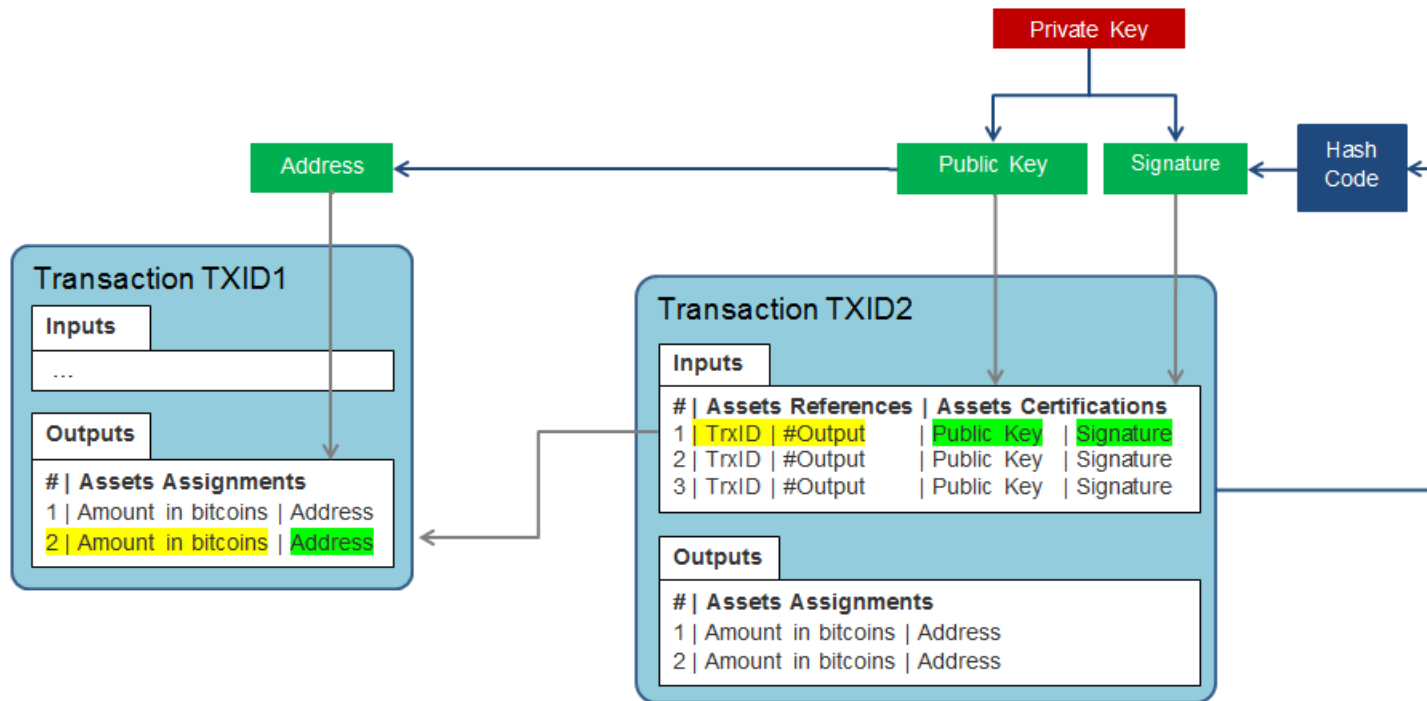 Private Key
Address
Public Key
Signature
Hash
Code
Transaction TXID1
Inputs
...
Outputs
# | Assets Assignments
1 | Amount in bitcoins | Address
2 | Amount in bitcoins | Address
Transaction TXID2
Inputs
# | Assets References | Assets Certifications
1 | TrxID | #Output | Public Key | Signature
2 | TrxID | #Output | Public Key | Signature
3 | TrxID | #Output | Public Key | Signature
Outputs
# | Assets Assignments
1 | Amount in bitcoins | Address
2 | Amount in bitcoins | Address